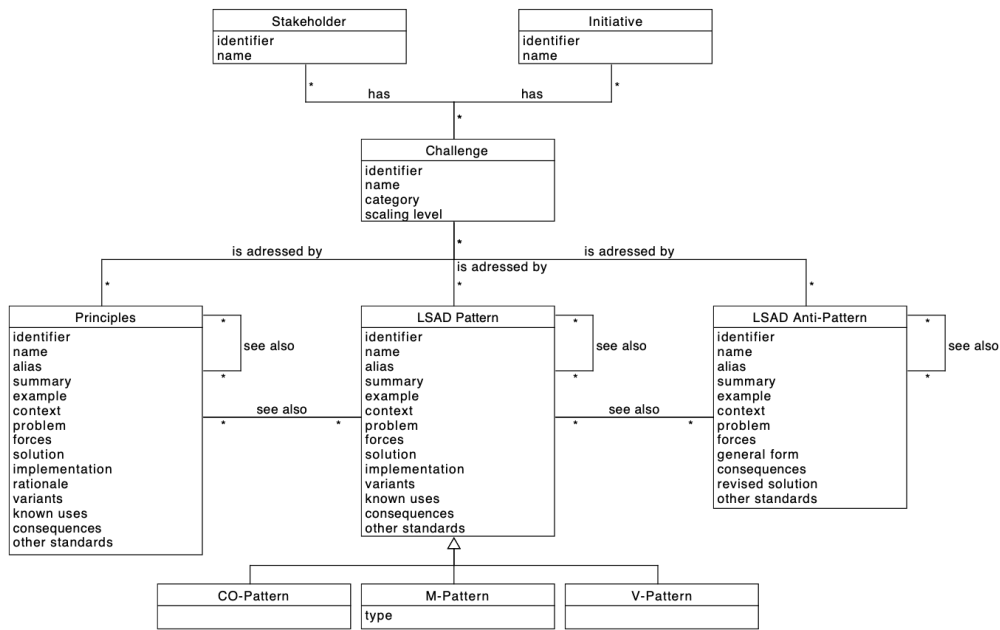 Stakeholder
identifier
name
Initiative
identifier
name
*
*
has
has
*
Challenge
identifier
name
category
scaling level
*
is adressed by
is adressed by
is adressed by
*
*
*
Principles
identifier
name
alias
summary
example
context
problem
forces
solution
implementation
rationale
variants
known uses
consequences
other standards
*
see also
*
see also
*
*
LSAD Pattern
identifier
name
alias
summary
example
context
problem
forces
solution
implementation
variants
known uses
consequences
other standards
*
see also
*
see also
*
*
LSAD Anti-Pattern
identifier
name
alias
summary
example
context
problem
forces
general form
consequences
revised solution
other standards
*
see also
*
CO-Pattern
M-Pattern
type
V-Pattern